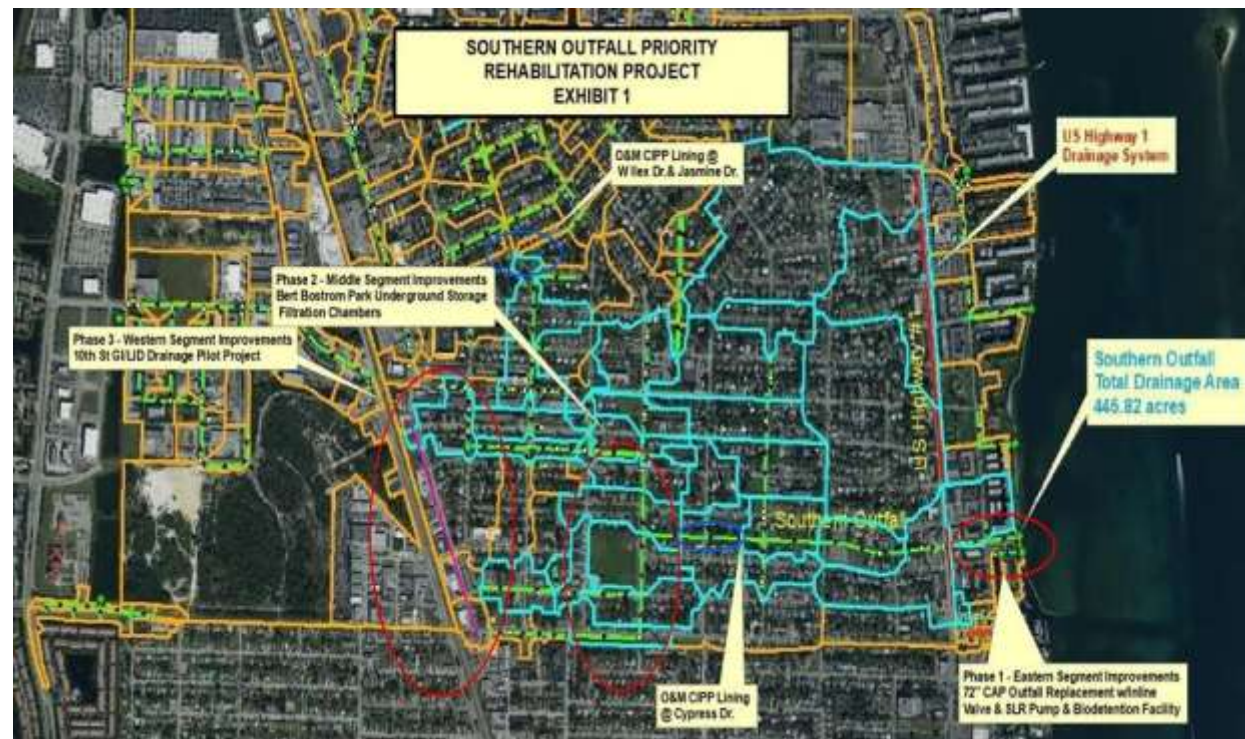 SOUTHERN OUTFALL PRIORITY
REHABILITATION PROJECT
EXHIBIT 1
US Highway 1
Drainage System
O&M CIPP Lining @
Wilex Dr.& Jasmine Dr.
Phase 2 - Middle Segment Improvements
Bert Bostrom Park Underground Storage
Filtration Chambers
Phase 3 - Western Segment Improvements
10th St GI/LID Drainage Pilot Project
Southern Outfall
Total Drainage Area
445.82 acres
US Highway #1
Southern Outfall
O&M CIPP Lining
@ Cypress Dr.
Phase 1 - Eastern Segment Improvements
72" CAP Outfall Replacement w/inline
Valve & SLR Pump & Biodetention Facility